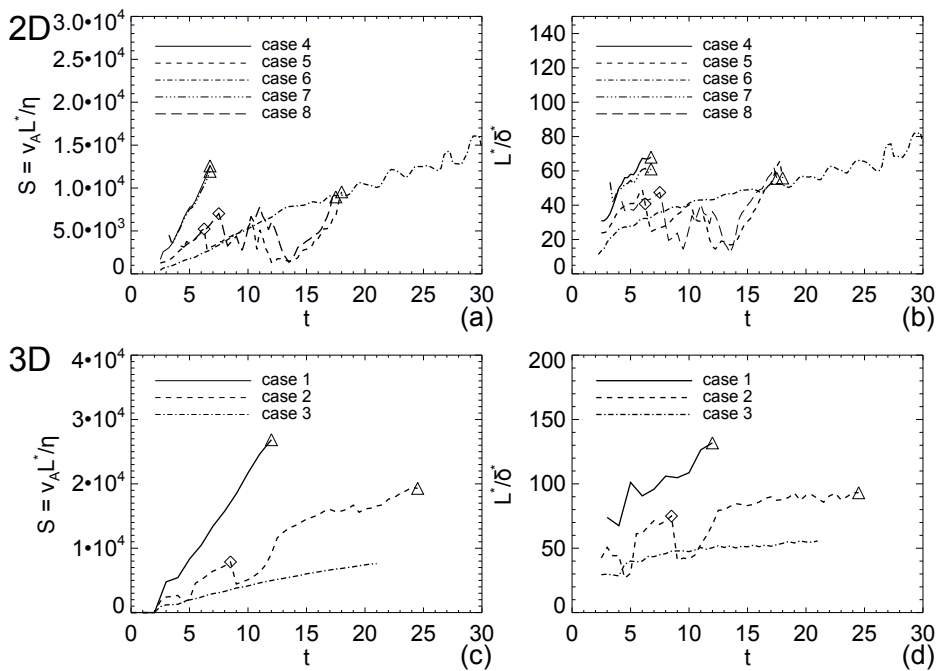 2D
S = v_A L^*/η
3.0•10^4
2.5•10^4
2.0•10^4
1.5•10^4
1.0•10^4
5.0•10^3
0
case 4
case 5
case 6
case 7
case 8
0 5 10 15 20 25 30
t
(a)
L^*/δ^*
140
120
100
80
60
40
20
0
case 4
case 5
case 6
case 7
case 8
0 5 10 15 20 25 30
t
(b)
3D
S = v_A L^*/η
4•10^4
3•10^4
2•10^4
1•10^4
0
case 1
case 2
case 3
0 5 10 15 20 25 30
t
(c)
L^*/δ^*
200
150
100
50
0
case 1
case 2
case 3
0 5 10 15 20 25 30
t
(d)